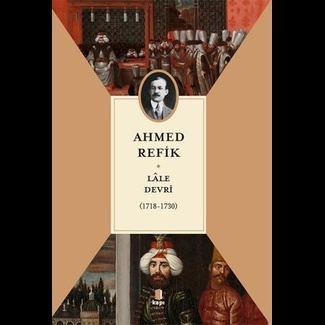 AHMED
REFİK
LÂLE
DEVRİ
(1718-1730)
kapı